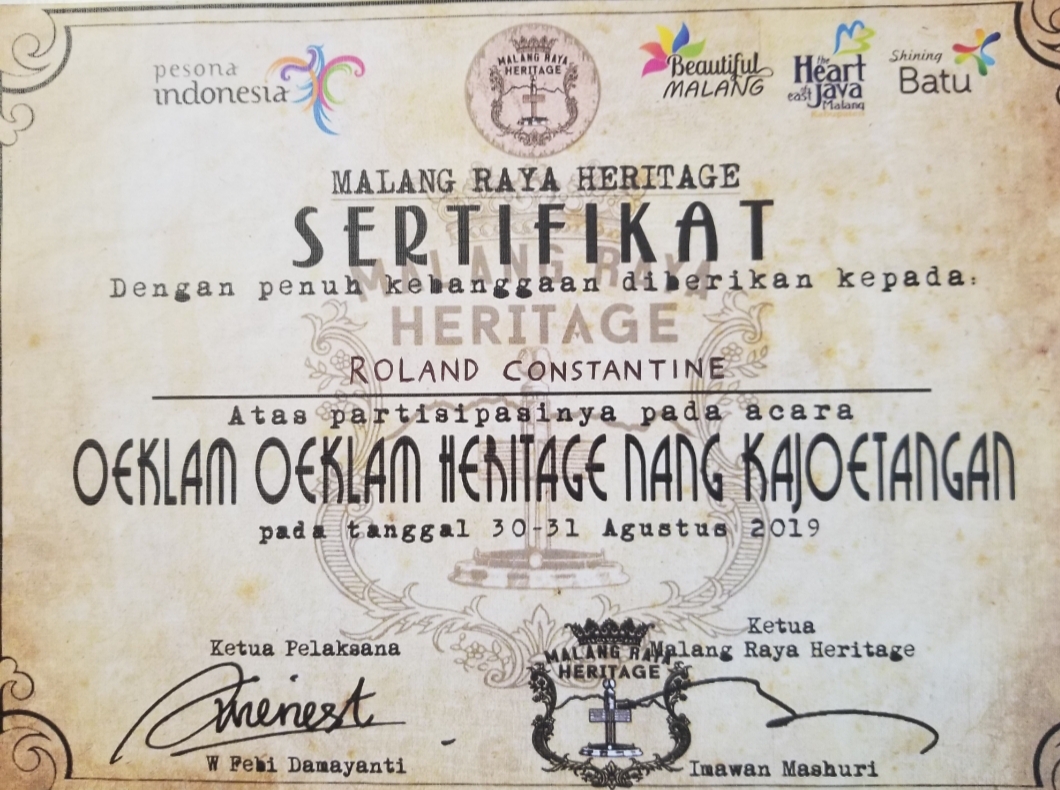 pesona
indonesia
MALANG RAYA
HERITAGE
Beautiful
MALANG
the
Heart
of
east Java
Malang
Shining
Batu
MALANG RAYA HERITAGE
SERTIFIKAT
Dengan penuh kebanggaan diberikan kepada:
MALANG RAYA
HERITAGE
ROLAND CONSTANTINE
Atas partisipasinya pada acara
OEKLAM OEKLAM HERITAGE NANG KAJOETANGAN
pada tanggal 30-31 Agustus 2019
Ketua Pelaksana
Ketua
Malang Raya Heritage
MALANG RAYA
HERITAGE
W Febi Damayanti
Imawan Mashuri